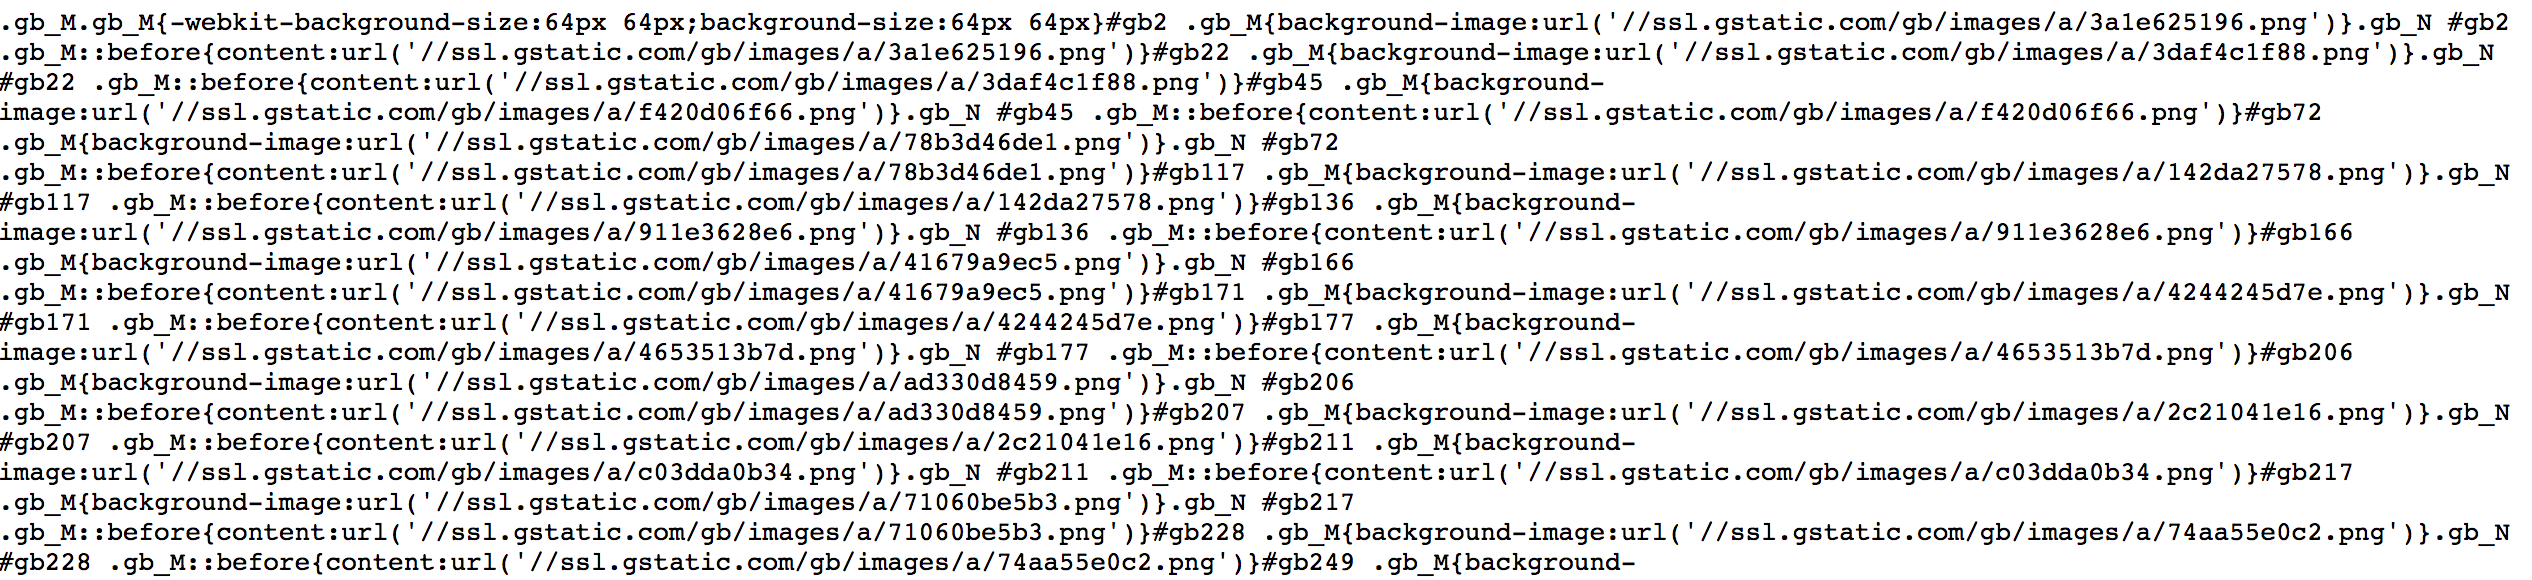 .gb_M.gb_M{-webkit-background-size:64px 64px;background-size:64px 64px}#gb2 .gb_M{background-image:url('//ssl.gstatic.com/gb/images/a/3a1e625196.png')}.gb_N #gb2
.gb_M::before{content:url('//ssl.gstatic.com/gb/images/a/3a1e625196.png')}#gb22 .gb_M{background-image:url('//ssl.gstatic.com/gb/images/a/3daf4c1f88.png')}.gb_N
#gb22 .gb_M::before{content:url('//ssl.gstatic.com/gb/images/a/3daf4c1f88.png')}#gb45 .gb_M{background-
image:url('//ssl.gstatic.com/gb/images/a/f420d06f66.png')}.gb_N #gb45 .gb_M::before{content:url('//ssl.gstatic.com/gb/images/a/f420d06f66.png')}#gb72
.gb_M{background-image:url('//ssl.gstatic.com/gb/images/a/78b3d46de1.png')}.gb_N #gb72
.gb_M::before{content:url('//ssl.gstatic.com/gb/images/a/78b3d46de1.png')}#gb117 .gb_M{background-image:url('//ssl.gstatic.com/gb/images/a/142da27578.png')}.gb_N
#gb117 .gb_M::before{content:url('//ssl.gstatic.com/gb/images/a/142da27578.png')}#gb136 .gb_M{background-
image:url('//ssl.gstatic.com/gb/images/a/911e3628e6.png')}.gb_N #gb136 .gb_M::before{content:url('//ssl.gstatic.com/gb/images/a/911e3628e6.png')}#gb166
.gb_M{background-image:url('//ssl.gstatic.com/gb/images/a/41679a9ec5.png')}.gb_N #gb166
.gb_M::before{content:url('//ssl.gstatic.com/gb/images/a/41679a9ec5.png')}#gb171 .gb_M{background-image:url('//ssl.gstatic.com/gb/images/a/4244245d7e.png')}.gb_N
#gb171 .gb_M::before{content:url('//ssl.gstatic.com/gb/images/a/4244245d7e.png')}#gb177 .gb_M{background-
image:url('//ssl.gstatic.com/gb/images/a/4653513b7d.png')}.gb_N #gb177 .gb_M::before{content:url('//ssl.gstatic.com/gb/images/a/4653513b7d.png')}#gb206
.gb_M{background-image:url('//ssl.gstatic.com/gb/images/a/ad330d8459.png')}.gb_N #gb206
.gb_M::before{content:url('//ssl.gstatic.com/gb/images/a/ad330d8459.png')}#gb207 .gb_M{background-image:url('//ssl.gstatic.com/gb/images/a/2c21041e16.png')}.gb_N
#gb207 .gb_M::before{content:url('//ssl.gstatic.com/gb/images/a/2c21041e16.png')}#gb211 .gb_M{background-
image:url('//ssl.gstatic.com/gb/images/a/c03dda0b34.png')}.gb_N #gb211 .gb_M::before{content:url('//ssl.gstatic.com/gb/images/a/c03dda0b34.png')}#gb217
.gb_M{background-image:url('//ssl.gstatic.com/gb/images/a/71060be5b3.png')}.gb_N #gb217
.gb_M::before{content:url('//ssl.gstatic.com/gb/images/a/71060be5b3.png')}#gb228 .gb_M{background-image:url('//ssl.gstatic.com/gb/images/a/74aa55e0c2.png')}.gb_N
#gb228 .gb_M::before{content:url('//ssl.gstatic.com/gb/images/a/74aa55e0c2.png')}#gb249 .gb_M{background-